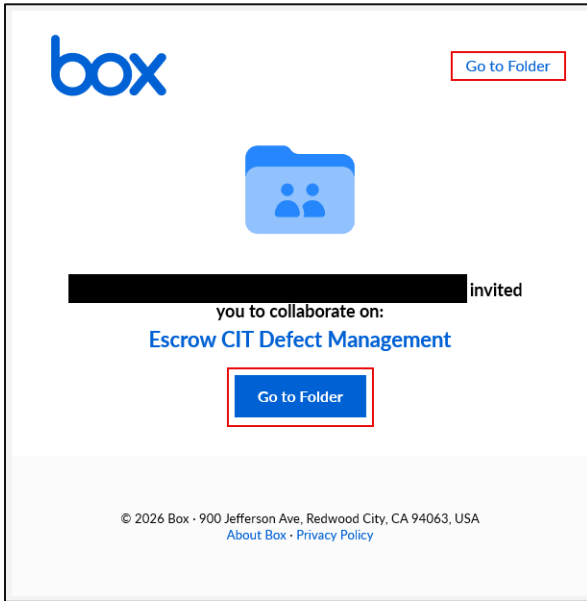 box
Go to Folder
invited
you to collaborate on:
Escrow CIT Defect Management
Go to Folder
© 2026 Box · 900 Jefferson Ave, Redwood City, CA 94063, USA
About Box · Privacy Policy